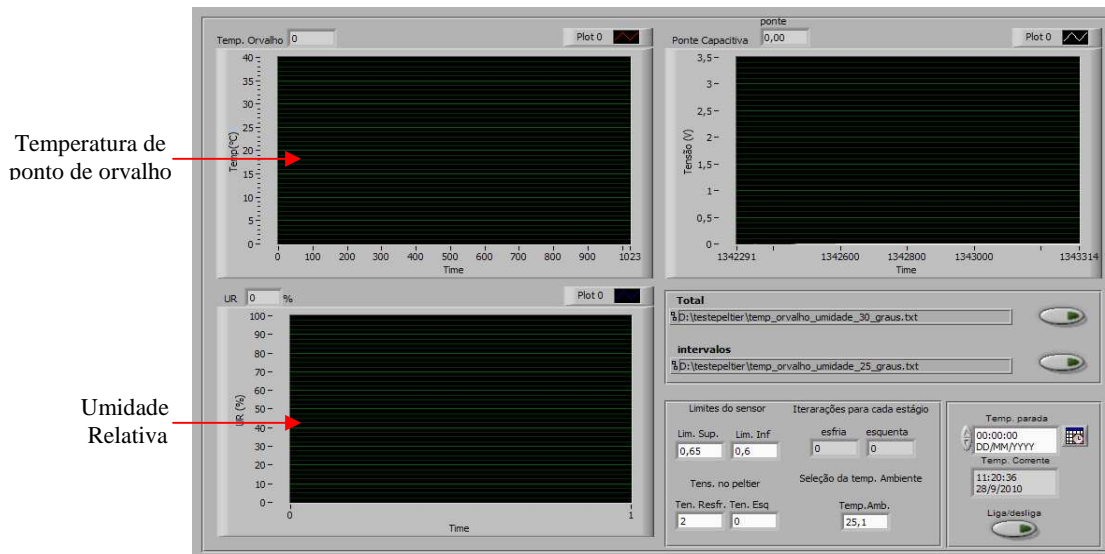 Temperatura de
ponto de orvalho
Umidade
Relativa
Temp. Orvalho 0
Plot 0
Temp(ºC)
40
35
30
25
20
15
10
5
0
0 100 200 300 400 500 600 700 800 900 1023
Time
ponte
Ponte Capacitiva 0,00
Plot 0
Tensão (V)
3,5
3
2,5
2
1,5
1
0,5
0
1342291 1342600 1342800 1343000 1343314
Time
UR 0 %
Plot 0
UR (%)
100
90
80
70
60
50
40
30
20
10
0
0 1
Time
Total
D:\testepeltier\temp_orvalho_umidade_30_graus.txt
intervalos
D:\testepeltier\temp_orvalho_umidade_25_graus.txt
Limites do sensor
Lim. Sup. Lim. Inf
0,65 0,6
Iterarações para cada estágio
esfria esquenta
0 0
Tens. no peltier
Ten. Resfr. Ten. Esq
2 0
Seleção da temp. Ambiente
Temp.Amb.
25,1
Temp. parada
00:00:00
DD/MM/YYYY
Temp. Corrente
11:20:36
28/9/2010
Liga/desliga